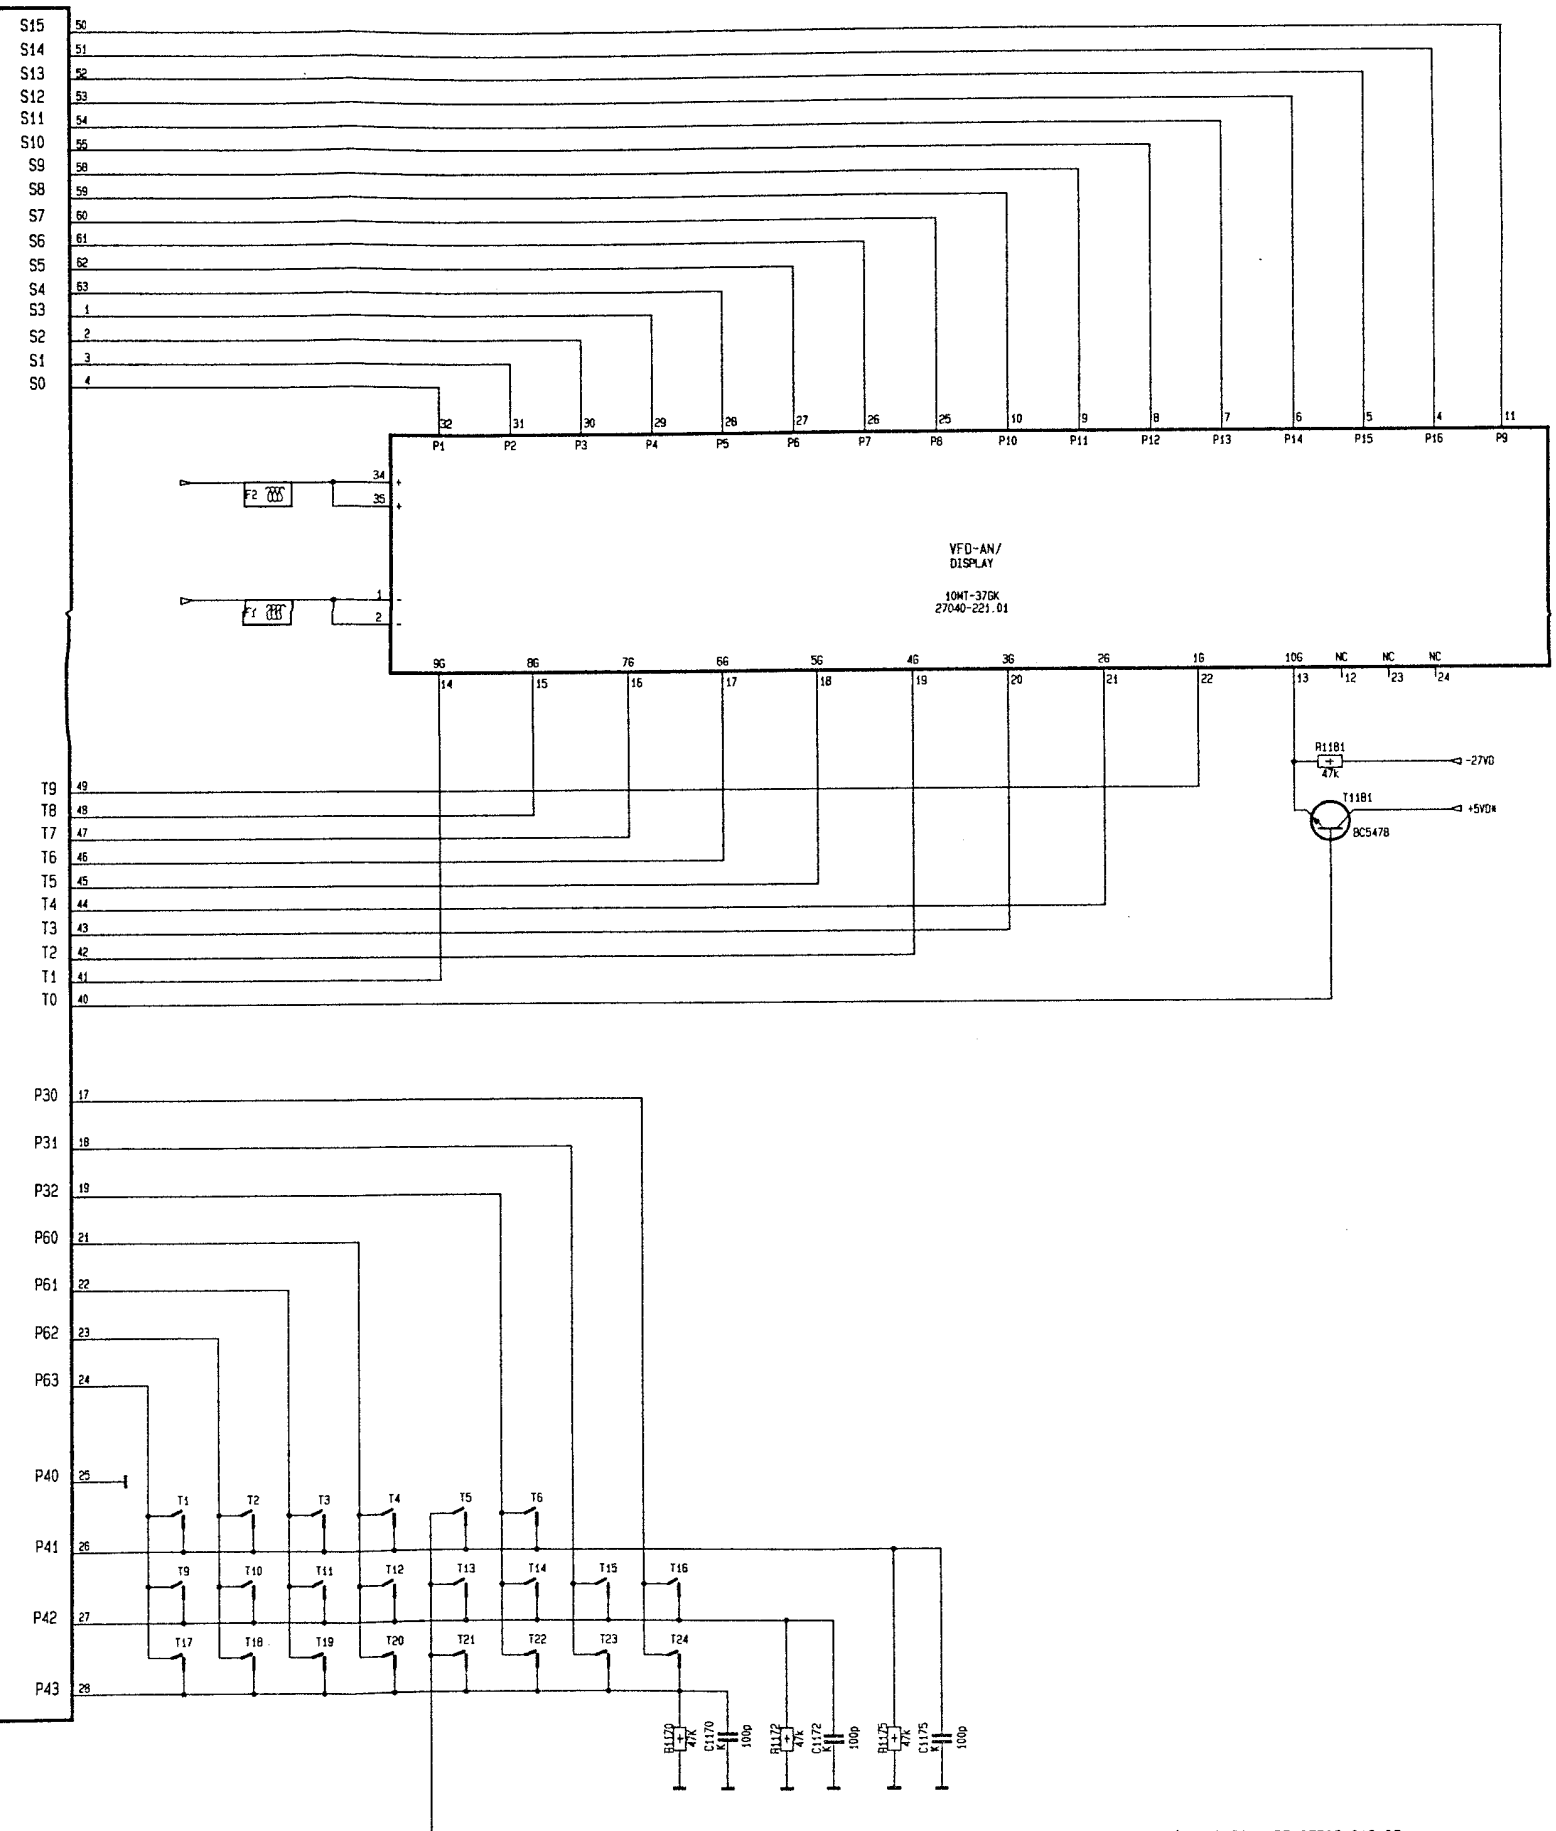 S15 50
S14 51
S13 52
S12 53
S11 54
S10 55
S9 58
S8 59
S7 60
S6 61
S5 62
S4 63
S3 1
S2 2
S1 3
S0 4
32 31 30 29 28 27 26 25 10 9 8 7 6 5 4 11
P1 P2 P3 P4 P5 P6 P7 P8 P10 P11 P12 P13 P14 P15 P16 P9
34 +
F2 35 +
VFD-AN/
DISPLAY
1 -
10MT-37GK
F1 2 -
27040-221.01
9G 8G 7G 6G 5G 4G 3G 2G 1G 10G NC NC NC
14 15 16 17 18 19 20 21 22 13 12 23 24
R1181
-27VD
47k
T9 49
T1181
+5VDM
T8 48
BC547B
T7 47
T6 46
T5 45
T4 44
T3 43
T2 42
T1 41
T0 40
P30 17
P31 18
P32 19
P60 21
P61 22
P62 23
P63 24
P40 25
T1 T2 T3 T4 T5 T6
P41 26
T9 T10 T11 T12 T13 T14 T15 T16
P42 27
T17 T18 T19 T20 T21 T22 T23 T24
P43 28
R1170 47K C1170 K 100p R1172 47k C1172 K 100p R1175 47k C1175 K 100p